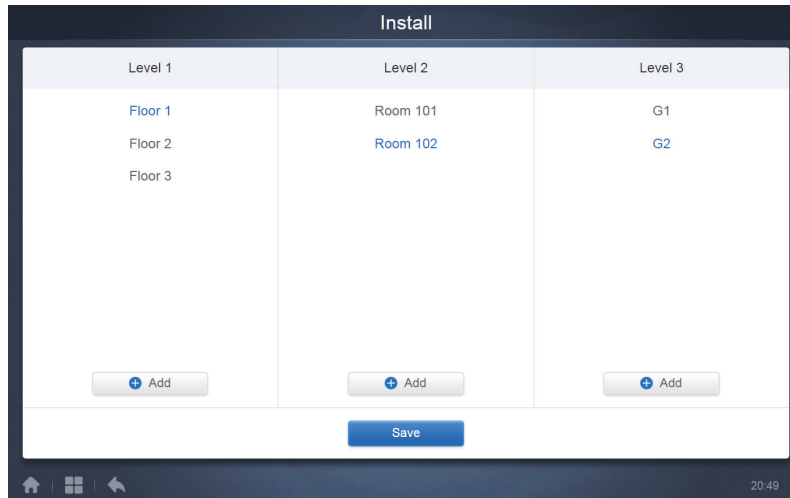 Install
Level 1 Level 2 Level 3
Floor 1 Room 101 G1
Floor 2 Room 102 G2
Floor 3
Add Add Add
Save
20:49